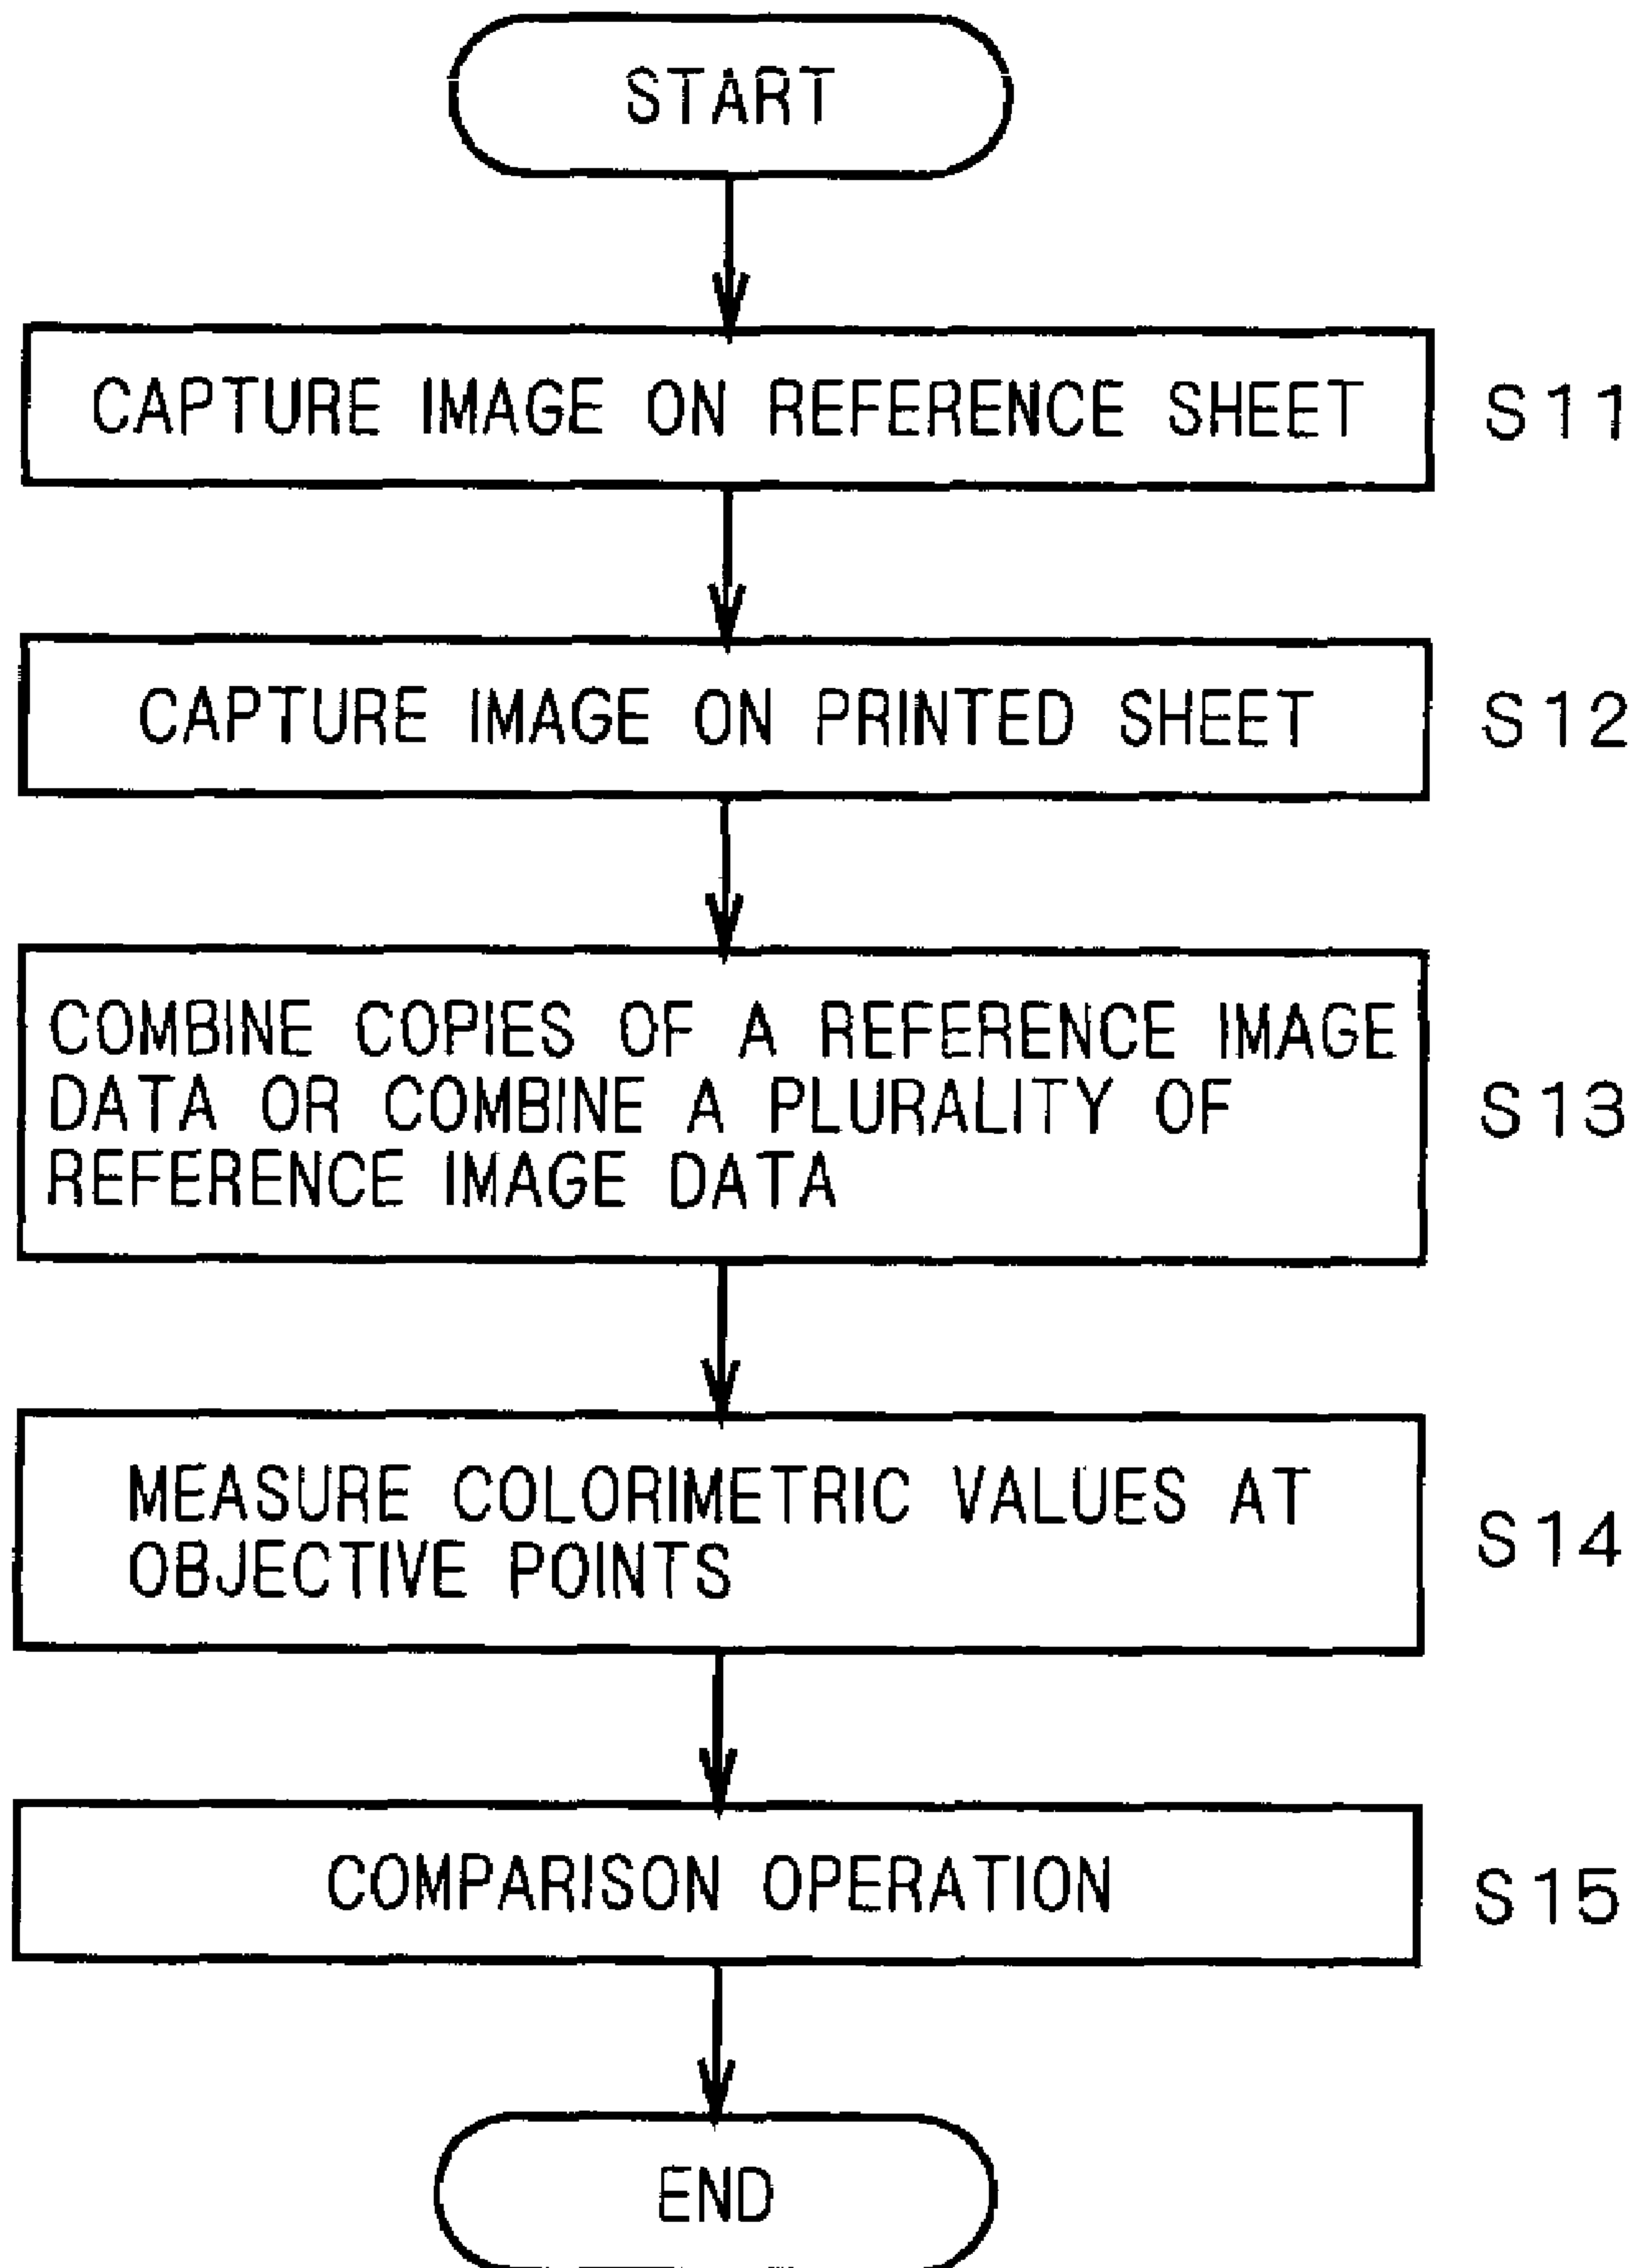 START
CAPTURE IMAGE ON REFERENCE SHEET
S11
CAPTURE IMAGE ON PRINTED SHEET
S12
COMBINE COPIES OF A REFERENCE IMAGE
DATA OR COMBINE A PLURALITY OF
REFERENCE IMAGE DATA
S13
MEASURE COLORIMETRIC VALUES AT
OBJECTIVE POINTS
S14
COMPARISON OPERATION
S15
END